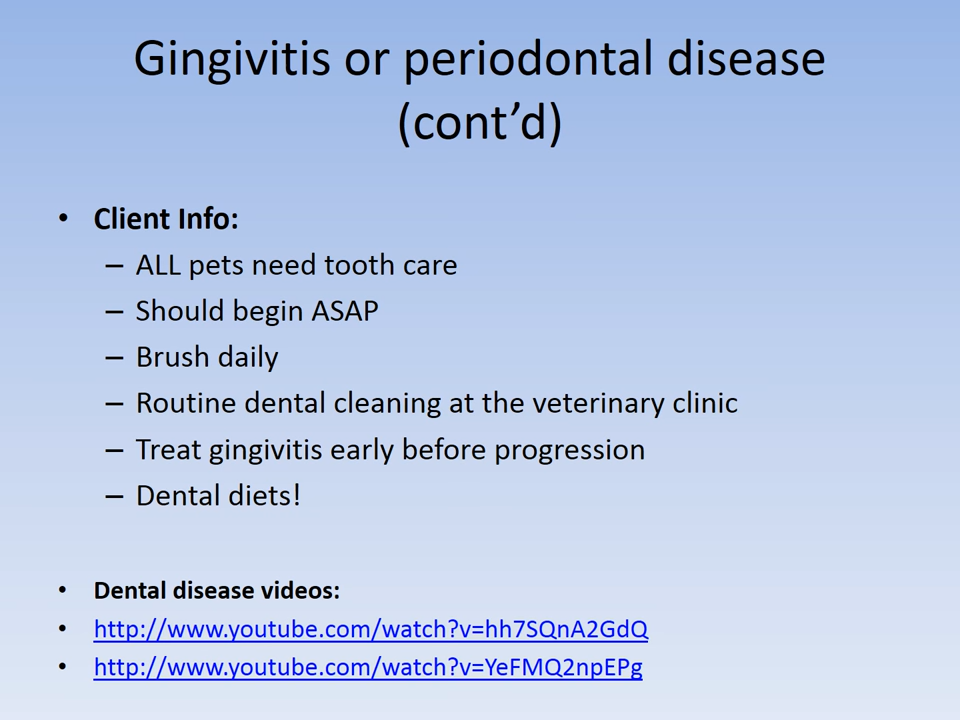 Gingivitis or periodontal disease
(cont’d)
• Client Info:
– ALL pets need tooth care
– Should begin ASAP
– Brush daily
– Routine dental cleaning at the veterinary clinic
– Treat gingivitis early before progression
– Dental diets!
• Dental disease videos:
• http://www.youtube.com/watch?v=hh7SQnA2GdQ
• http://www.youtube.com/watch?v=YeFMQ2npEPg